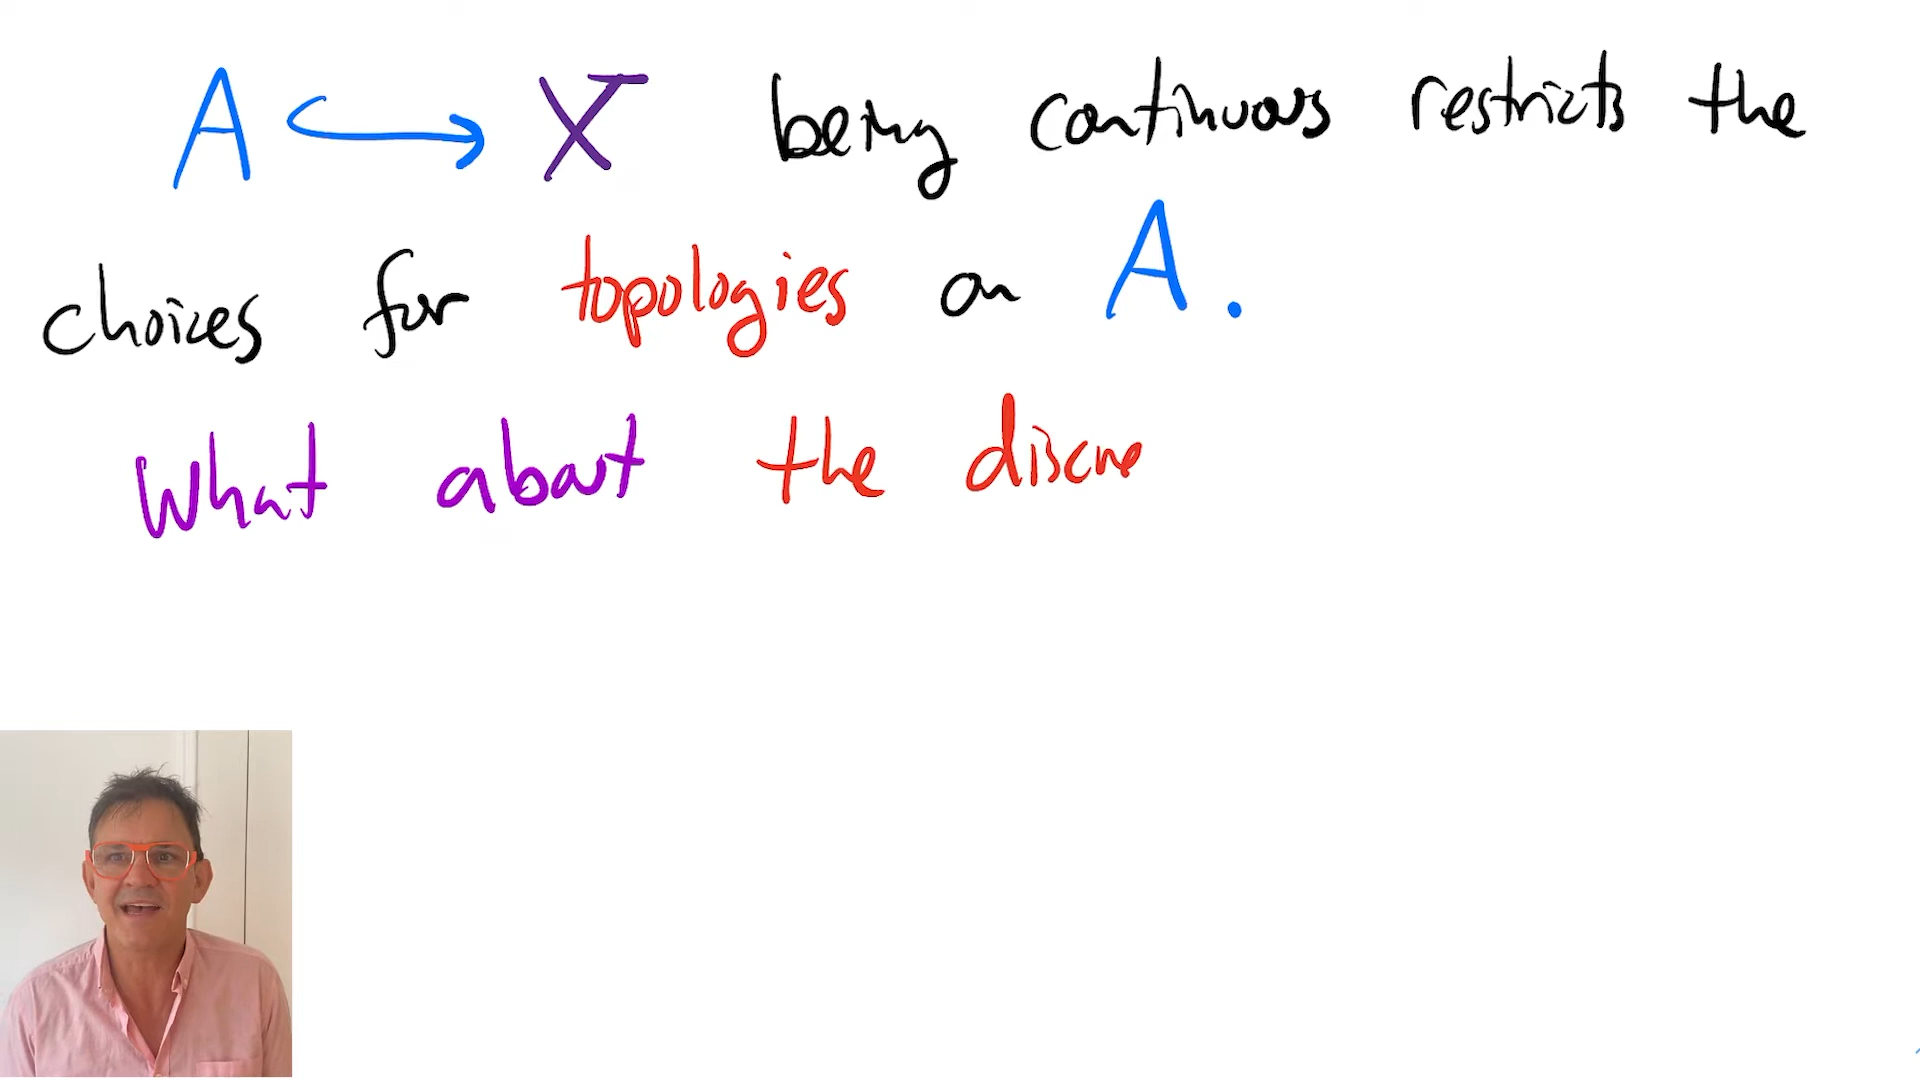 A ↪ X being continuous restricts the
choices for topologies on A.
What about the discre